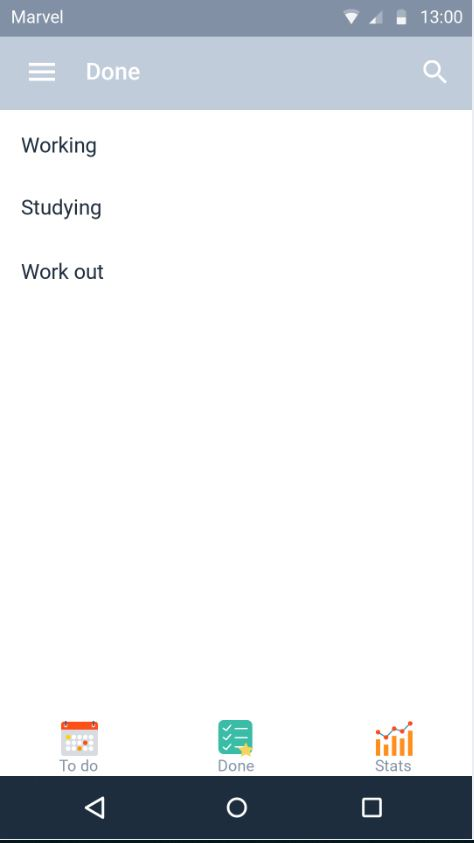 Marvel 13:00
Done
Working
Studying
Work out
To do Done Stats